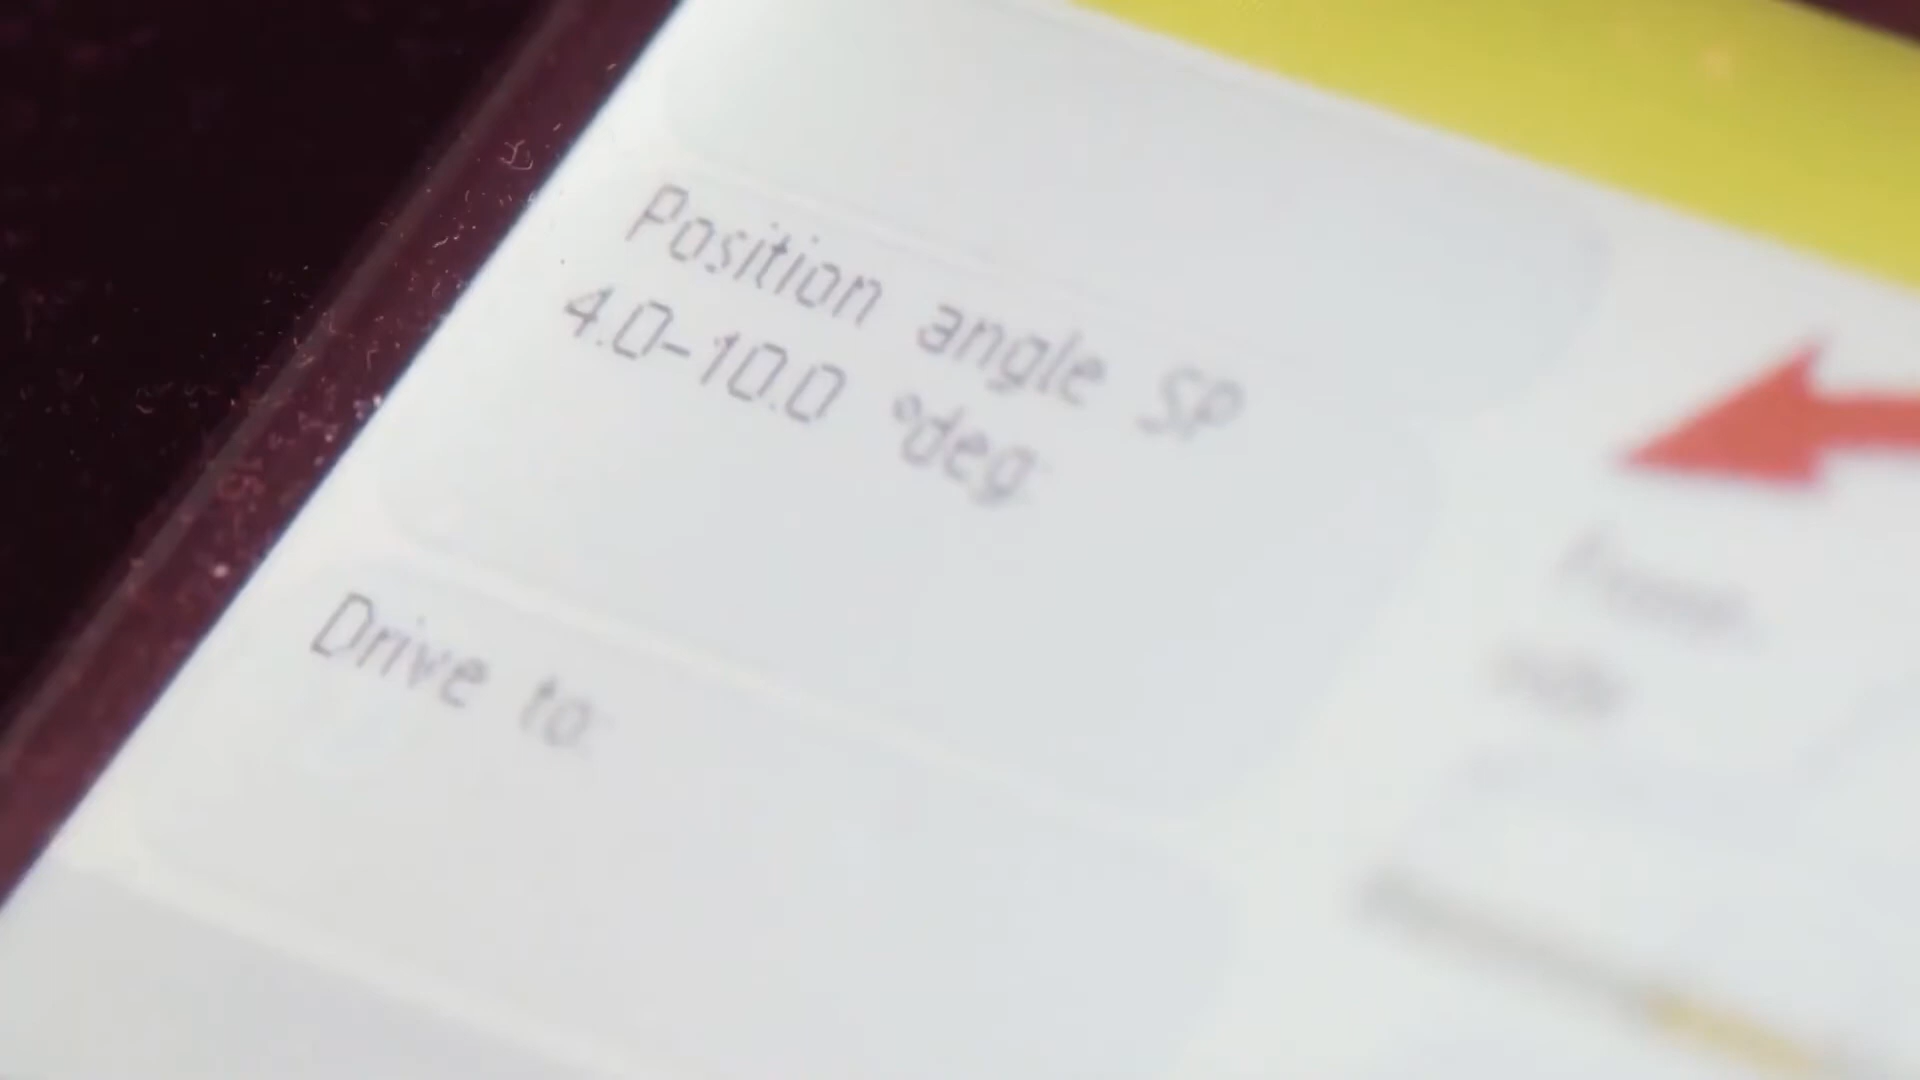 Position angle SP
4.0-10.0 °deg
Drive to: